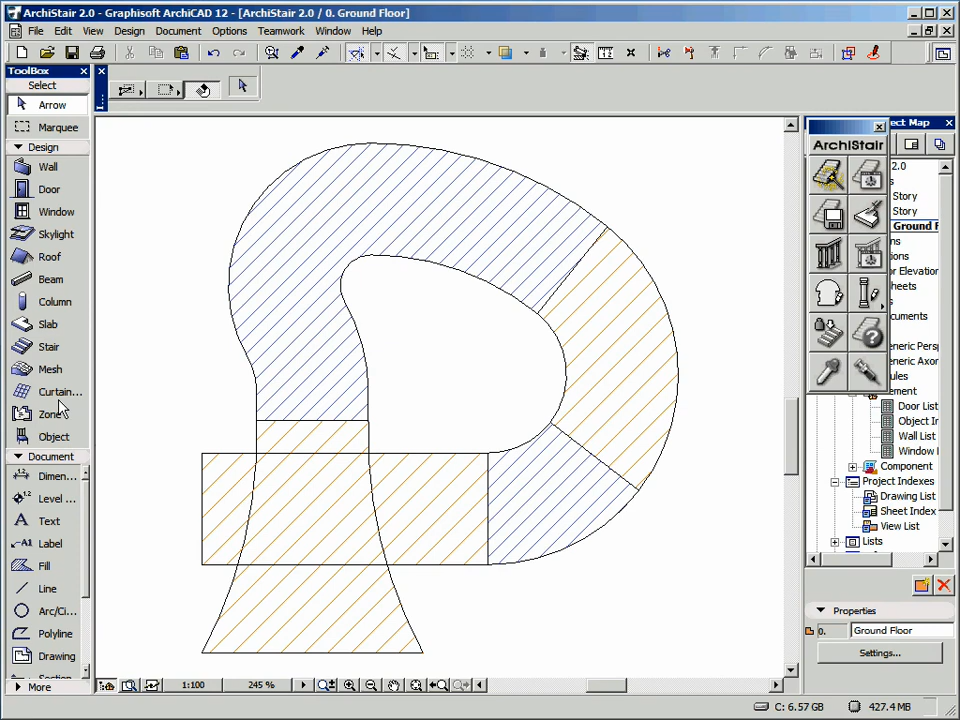 ArchiStair 2.0 - Graphisoft ArchiCAD 12 - [ArchiStair 2.0 / 0. Ground Floor]
File Edit View Design Document Options Teamwork Window Help
ToolBox
Select
Arrow
Marquee
Design
Wall
Door
Window
Skylight
Roof
Beam
Column
Slab
Stair
Mesh
Curtain...
Zone
Object
Document
Dimen...
Level ...
Text
Label
Fill
Line
Arc/Ci...
Polyline
Drawing
More
1:100
245 %
ect Map
ArchiStair
2.0
s
Story
Story
Ground F
ns
ions
r Elevation
heets
s
ocuments
eneric Persp
eneric Axon
ules
ement
Door List
Object In
Wall List
Window L
Component
Project Indexes
Drawing List
Sheet Index
View List
Lists
Properties
0.
Ground Floor
Settings...
C: 6.57 GB
427.4 MB